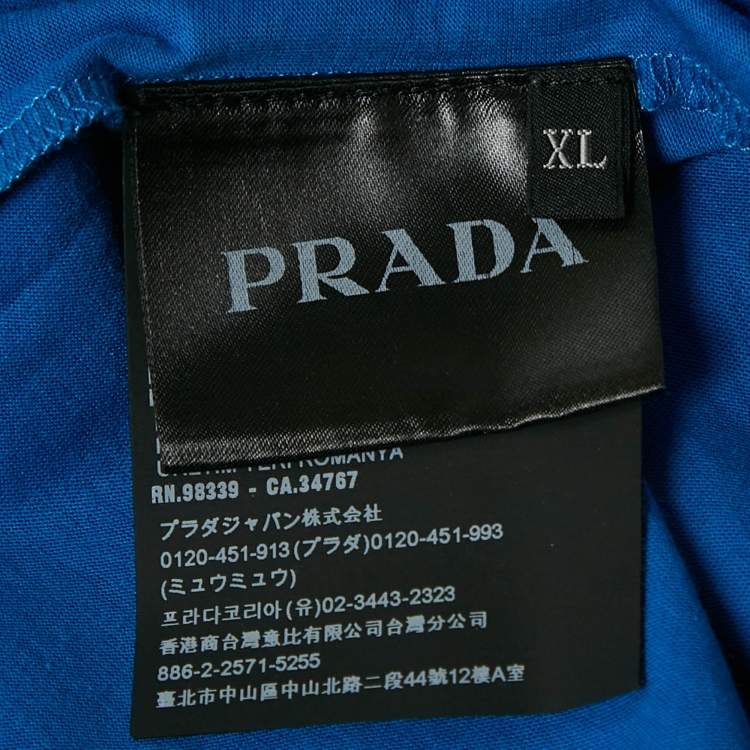 XL
PRADA
ROMANYA
RN.98339 - CA.34767
プラダジャパン株式会社
0120-451-913(プラダ)0120-451-993
(ミュウミュウ)
프라다코리아(유)02-3443-2323
香港商台灣意比有限公司台灣分公司
886-2-2571-5255
臺北市中山區中山北路二段44號12樓A室